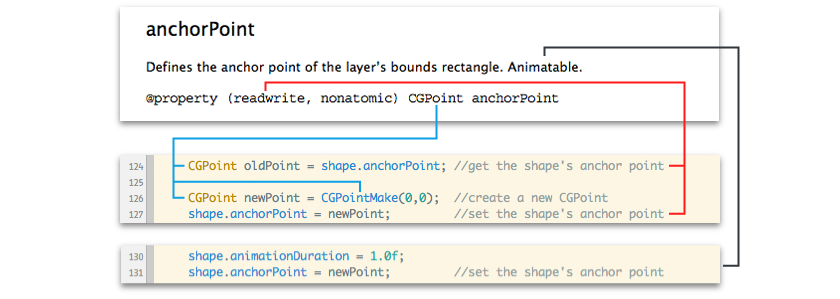 anchorPoint
Defines the anchor point of the layer's bounds rectangle. Animatable.
@property (readwrite, nonatomic) CGPoint anchorPoint
124 CGPoint oldPoint = shape.anchorPoint; //get the shape's anchor point
125
126 CGPoint newPoint = CGPointMake(0,0); //create a new CGPoint
127 shape.anchorPoint = newPoint; //set the shape's anchor point
130 shape.animationDuration = 1.0f;
131 shape.anchorPoint = newPoint; //set the shape's anchor point